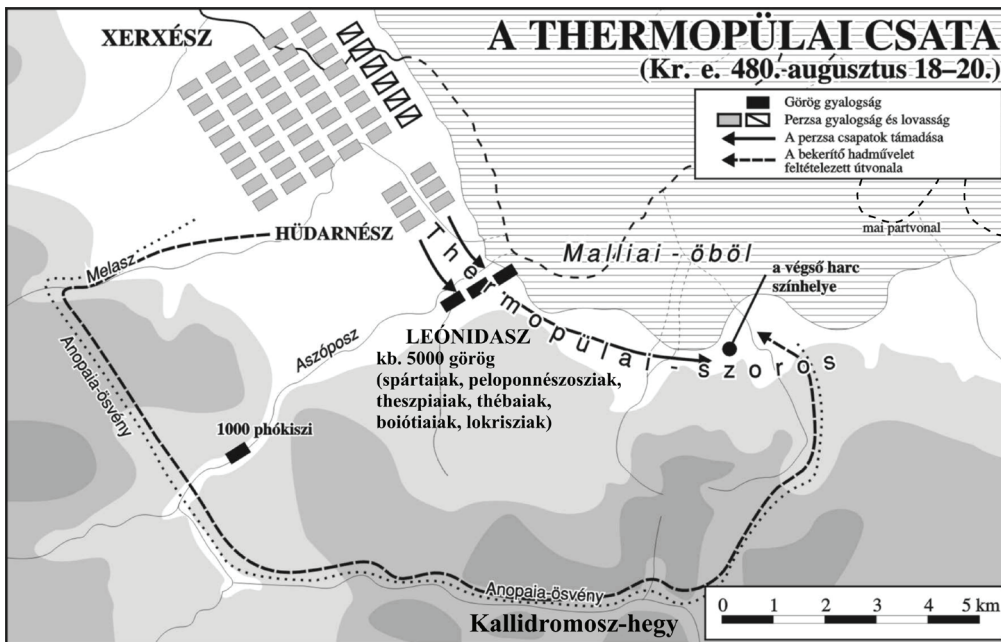 XERXÉSZ
A THERMOPÜLAI CSATA
(Kr. e. 480. augusztus 18–20.)
Görög gyalogság
Perzsa gyalogság és lovasság
A perzsa csapatok támadása
A bekerítő hadművelet
feltételezett útvonala
mai partvonal
HÜDARNÉSZ
Melasz
Malliai-öböl
a végső harc
színhelye
Thermopülai-szoros
Aszóposz
LEÓNIDASZ
kb. 5000 görög
(spártaiak, peloponnészosziak,
theszpiaiak, thébaiak,
boiótiaiak, lokrisziak)
Anopaia-ösvény
1000 phókiszi
Anopaia-ösvény
Kallidromosz-hegy
0 1 2 3 4 5 km